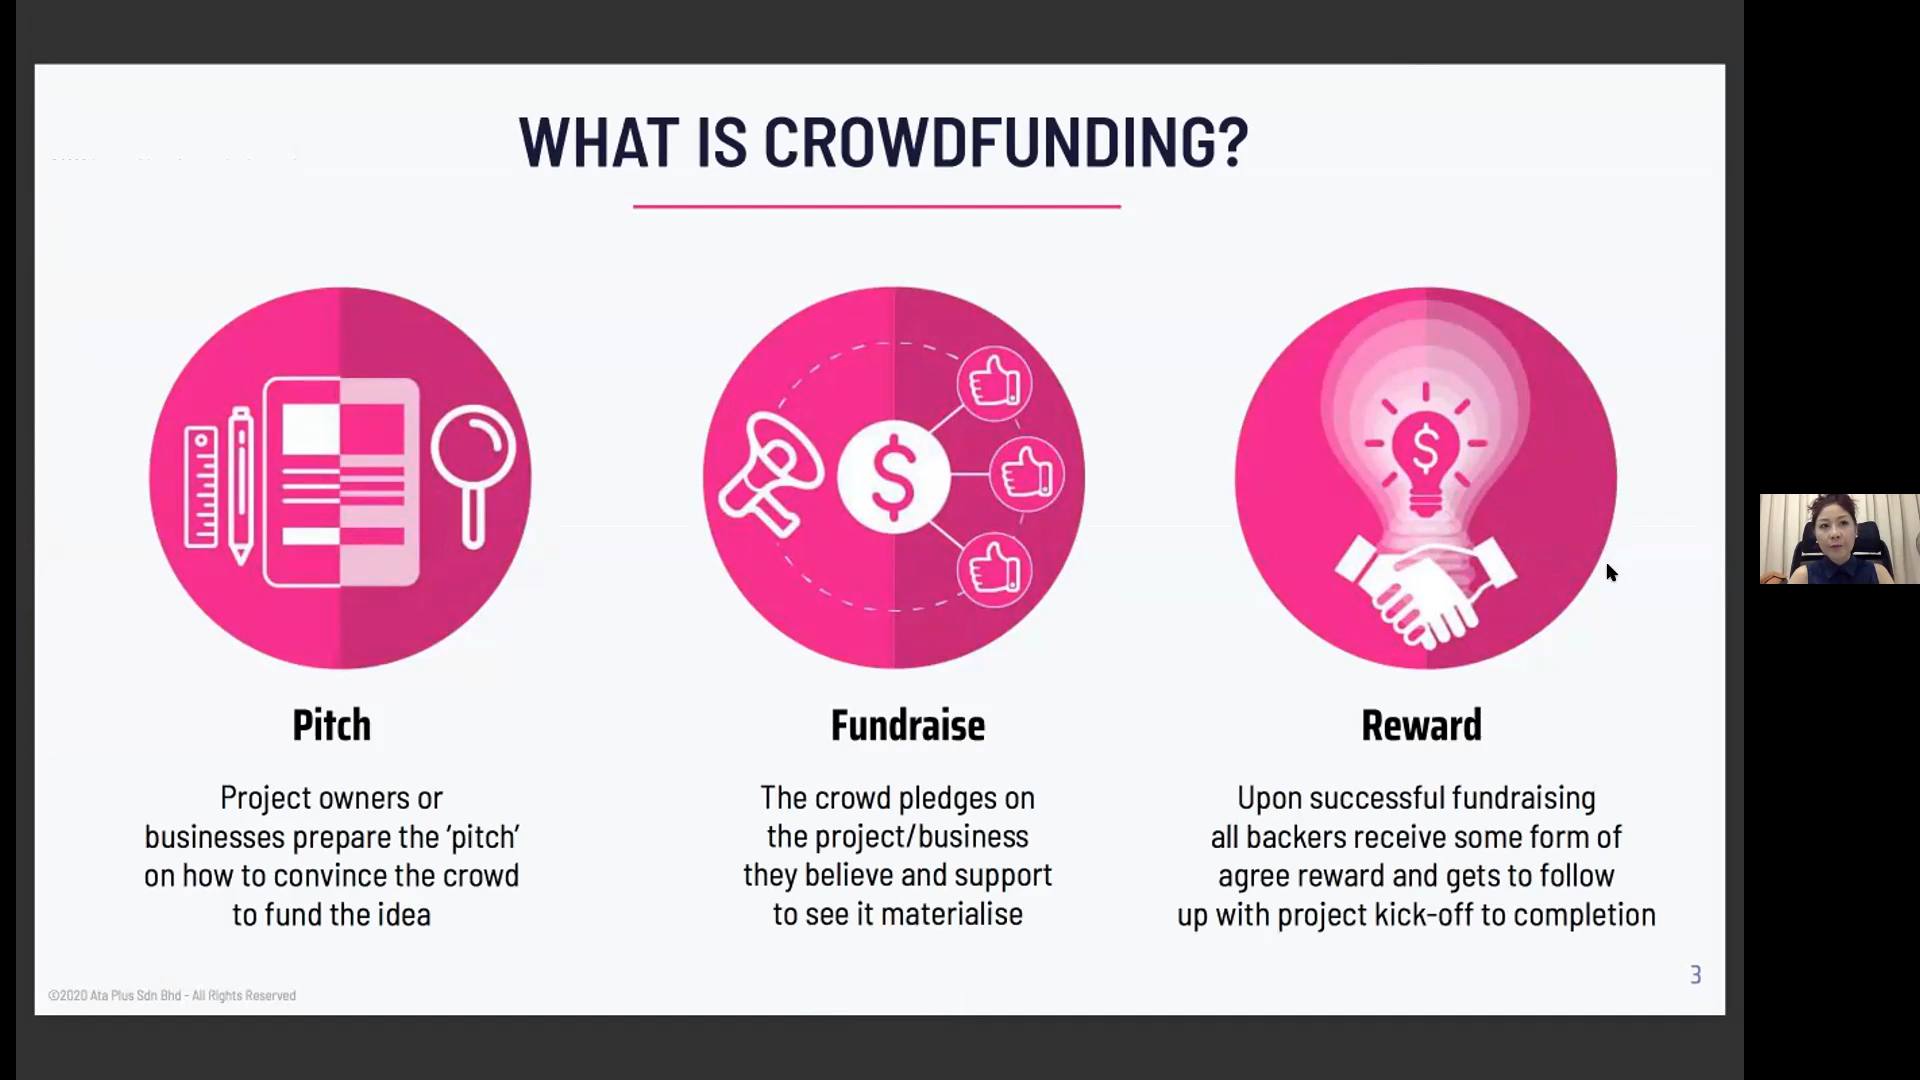 WHAT IS CROWDFUNDING?
$
$
Pitch
Project owners or
businesses prepare the ‘pitch’
on how to convince the crowd
to fund the idea
Fundraise
The crowd pledges on
the project/business
they believe and support
to see it materialise
Reward
Upon successful fundraising
all backers receive some form of
agree reward and gets to follow
up with project kick-off to completion
3
©2020 Ata Plus Sdn Bhd - All Rights Reserved